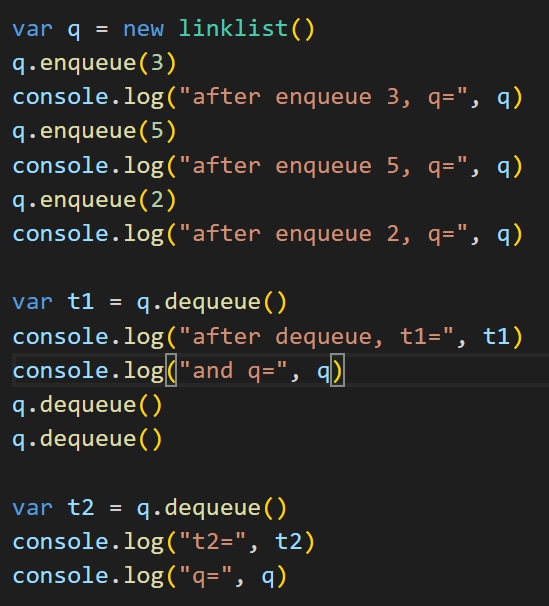 var q = new linklist()
q.enqueue(3)
console.log("after enqueue 3, q=", q)
q.enqueue(5)
console.log("after enqueue 5, q=", q)
q.enqueue(2)
console.log("after enqueue 2, q=", q)
var t1 = q.dequeue()
console.log("after dequeue, t1=", t1)
console.log("and q=", q)
q.dequeue()
q.dequeue()
var t2 = q.dequeue()
console.log("t2=", t2)
console.log("q=", q)